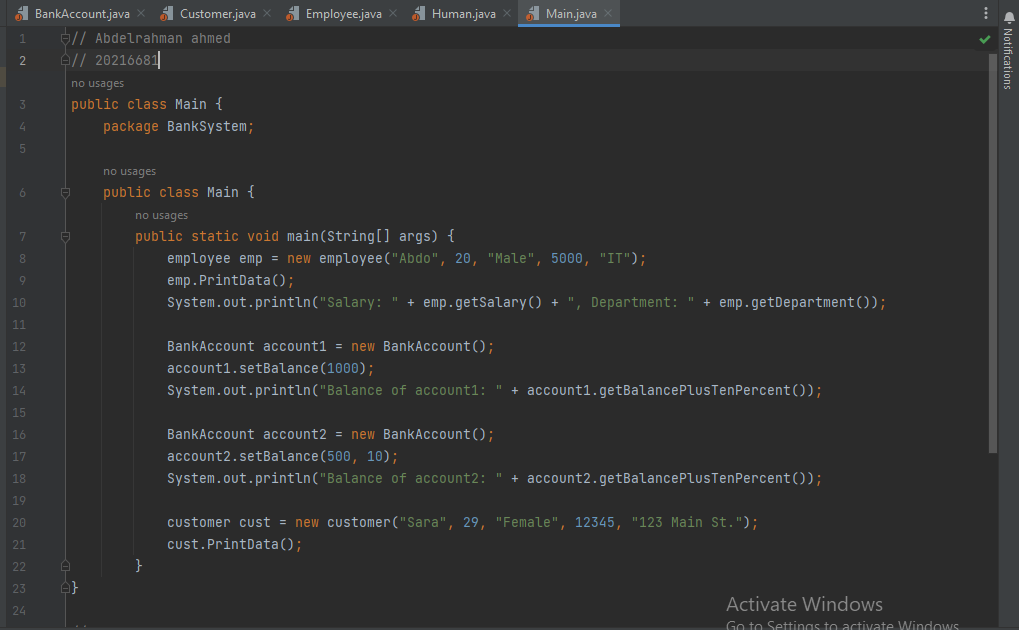 BankAccount.java Customer.java Employee.java Human.java Main.java
Notifications
1 // Abdelrahman ahmed
2 // 20216681
no usages
3 public class Main {
4 package BankSystem;
5
no usages
6 public class Main {
no usages
7 public static void main(String[] args) {
8 employee emp = new employee("Abdo", 20, "Male", 5000, "IT");
9 emp.PrintData();
10 System.out.println("Salary: " + emp.getSalary() + ", Department: " + emp.getDepartment());
11
12 BankAccount account1 = new BankAccount();
13 account1.setBalance(1000);
14 System.out.println("Balance of account1: " + account1.getBalancePlusTenPercent());
15
16 BankAccount account2 = new BankAccount();
17 account2.setBalance(500, 10);
18 System.out.println("Balance of account2: " + account2.getBalancePlusTenPercent());
19
20 customer cust = new customer("Sara", 29, "Female", 12345, "123 Main St.");
21 cust.PrintData();
22 }
23 }
24
Activate Windows
Go to Settings to activate Windows.